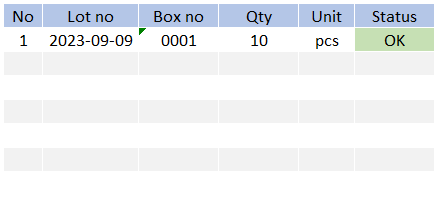 No Lot no Box no Qty Unit Status
1 2023-09-09 0001 10 pcs OK